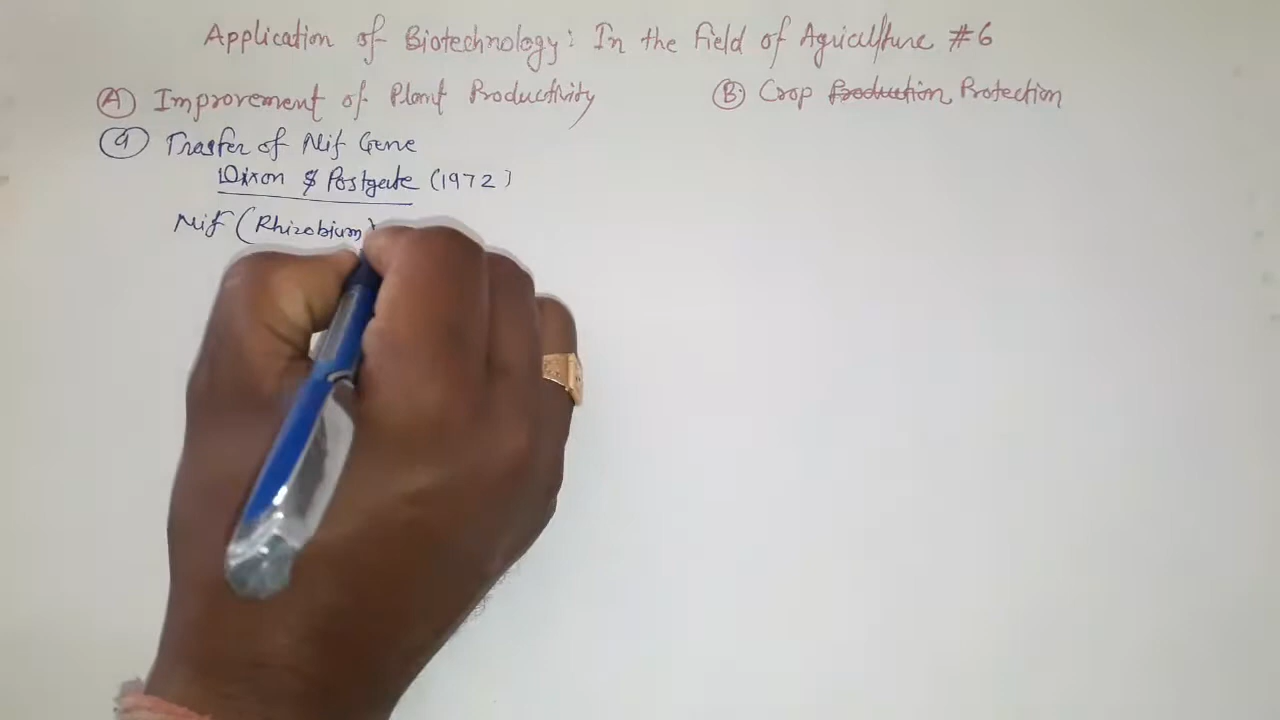 Application of Biotechnology: In the Field of Agriculture #6
(A) Improvement of Plant Productivity
(B) Crop Production Protection
(a) Trasfer of Nif Gene
Dixon & Postgate (1972)
Nif (Rhizobium)